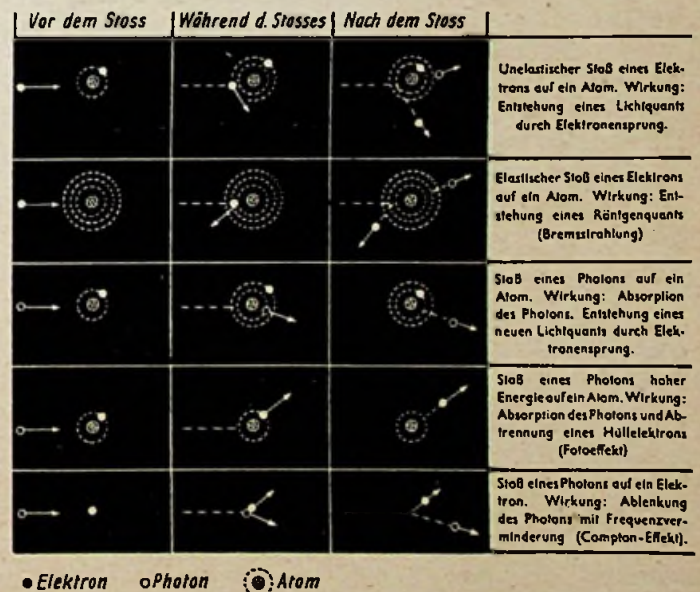 Vor dem Stoss
Während d. Stosses
Nach dem Stoss
Unelastischer Stoß eines Elek-
trons auf ein Atom. Wirkung:
Entstehung eines Lichtquants
durch Elektronensprung.
Elastischer Stoß eines Elektrons
auf ein Atom. Wirkung: Ent-
stehung eines Röntgenquants
(Bremsstrahlung)
Stoß eines Photons auf ein
Atom. Wirkung: Absorption
des Photons. Entstehung eines
neuen Lichtquants durch Elek-
tronensprung.
Stoß eines Photons hoher
Energie auf ein Atom. Wirkung:
Absorption des Photons und Ab-
trennung eines Hüllelektrons
(Fotoeffekt)
Stoß eines Photons auf ein Elek-
tron. Wirkung: Ablenkung
des Photons mit Frequenzver-
minderung (Compton-Effekt).
Elektron
Photon
Atom